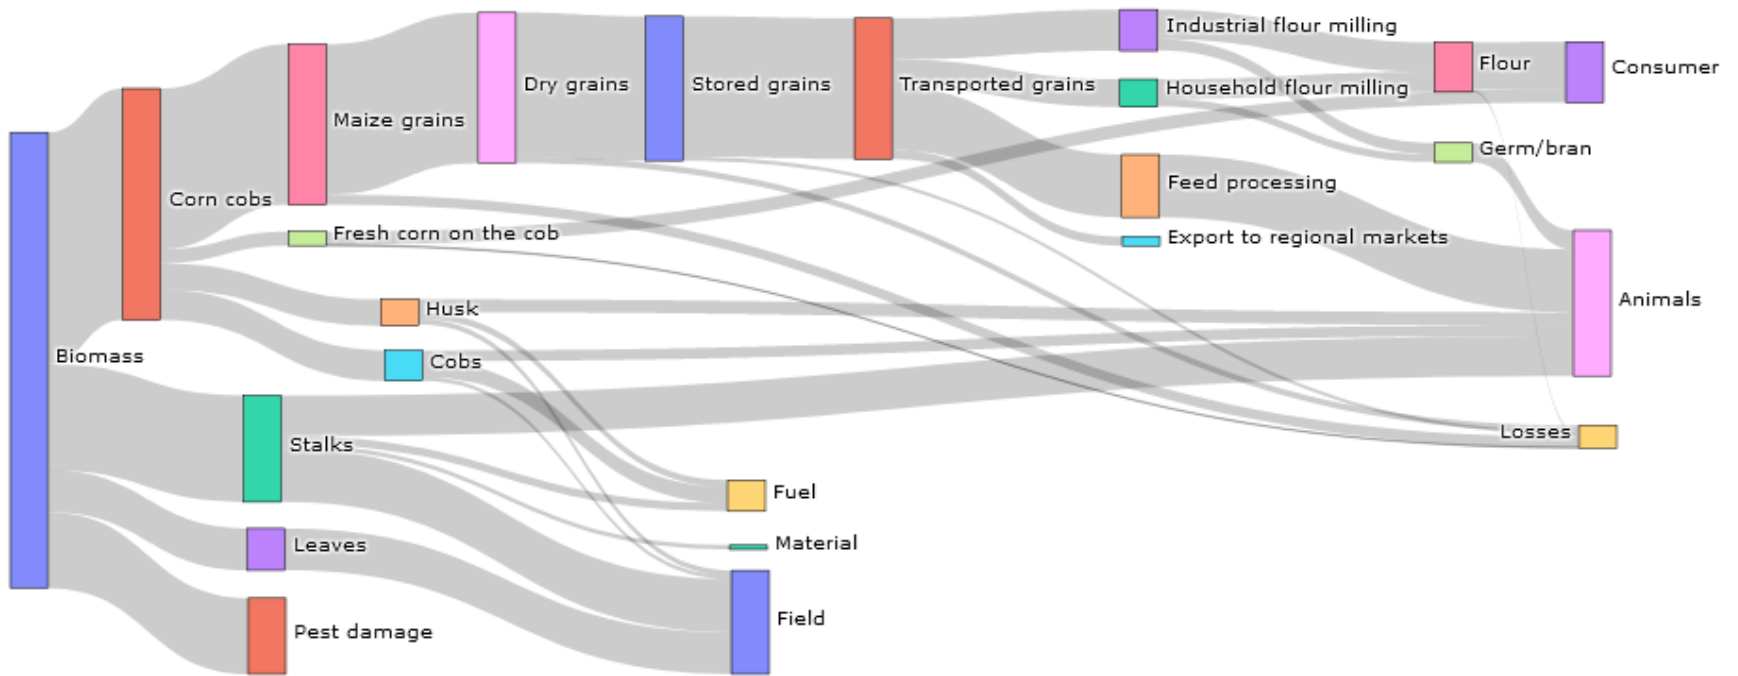 Industrial flour milling
Flour
Consumer
Dry grains
Stored grains
Transported grains
Household flour milling
Maize grains
Germ/bran
Feed processing
Corn cobs
Fresh corn on the cob
Export to regional markets
Husk
Animals
Biomass
Cobs
Stalks
Losses
Fuel
Leaves
Material
Pest damage
Field